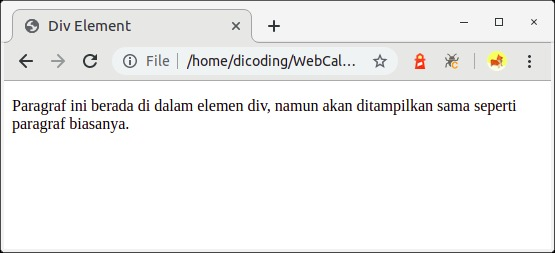 Div Element
File
/home/dicoding/WebCal...
Paragraf ini berada di dalam elemen div, namun akan ditampilkan sama seperti
paragraf biasanya.